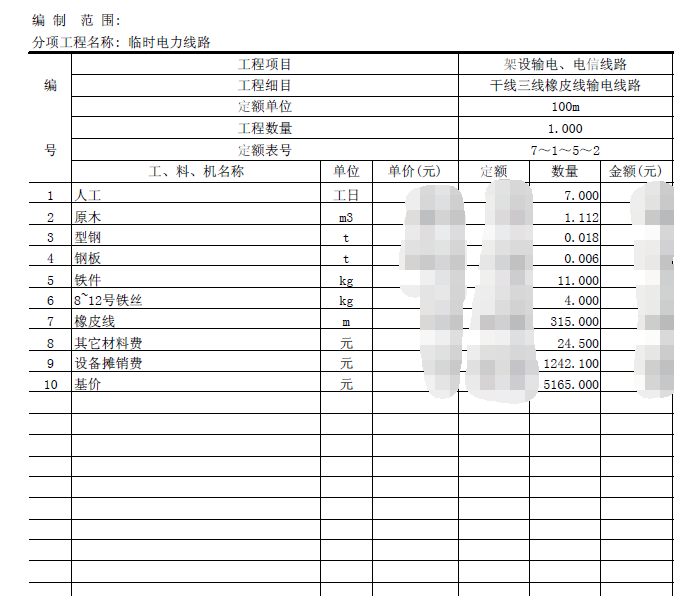 编 制 范 围:
分项工程名称: 临时电力线路
编号 工程项目 架设输电、电信线路
工程细目 干线三线橡皮线输电线路
定额单位 100m
工程数量 1.000
定额表号 7～1～5～2
工、料、机名称 单位 单价(元) 定额 数量 金额(元)
1 人工 工日 7.000
2 原木 m3 1.112
3 型钢 t 0.018
4 钢板 t 0.006
5 铁件 kg 11.000
6 8~12号铁丝 kg 4.000
7 橡皮线 m 315.000
8 其它材料费 元 24.500
9 设备摊销费 元 1242.100
10 基价 元 5165.000